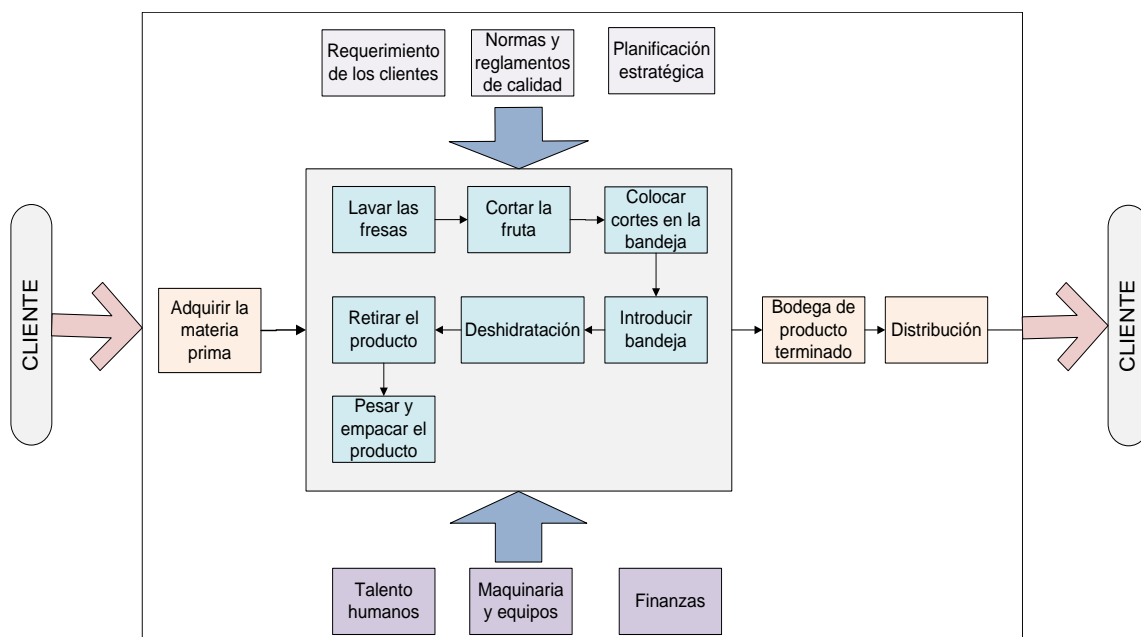 Requerimiento
de los clientes
Normas y
reglamentos
de calidad
Planificación
estratégica
CLIENTE
Adquirir la
materia
prima
Lavar las
fresas
Cortar la
fruta
Colocar
cortes en la
bandeja
Retirar el
producto
Deshidratación
Introducir
bandeja
Pesar y
empacar el
producto
Bodega de
producto
terminado
Distribución
CLIENTE
Talento
humanos
Maquinaria
y equipos
Finanzas